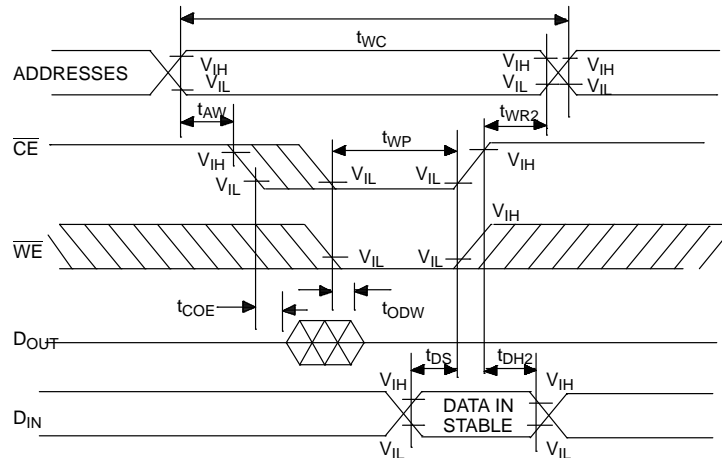 tWC
ADDRESSES
VIH
VIL
VIH
VIL
VIH
VIL
tAW
tWR2
tWP
CE
VIH
VIL
VIL
VIL
VIH
WE
VIL
VIL
VIH
tCOE
tODW
DOUT
tDS
tDH2
DIN
VIH
VIL
DATA IN
STABLE
VIH
VIL